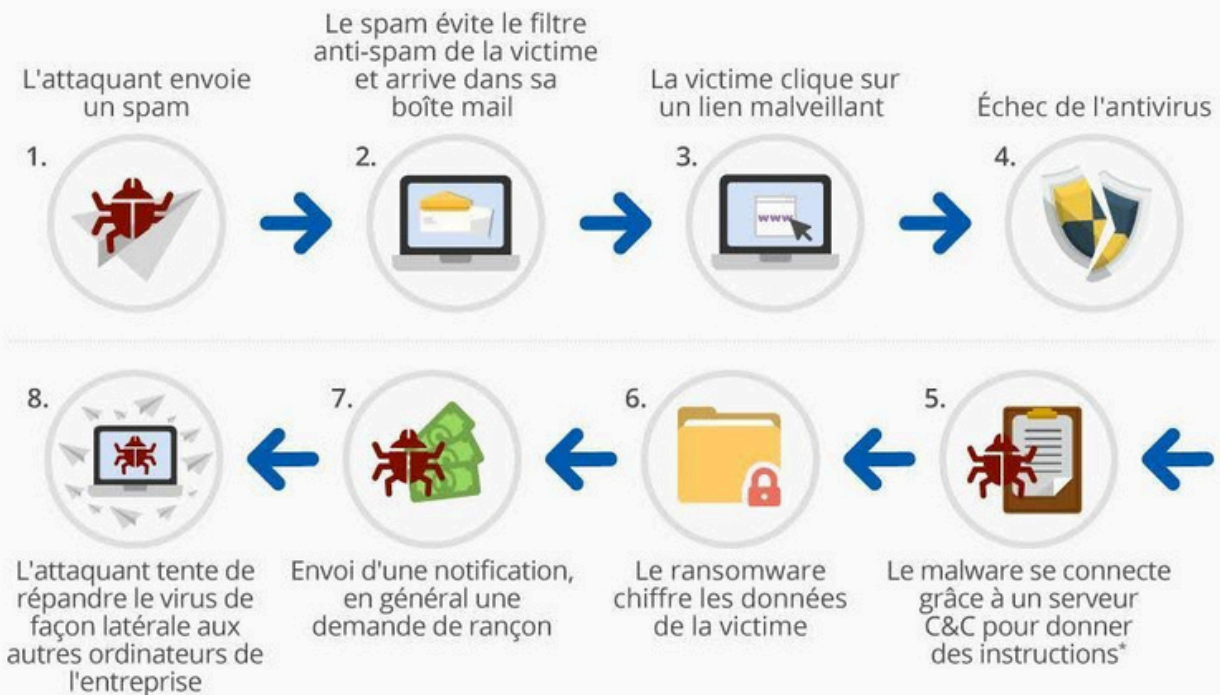 L'attaquant envoie
un spam
1.
Le spam évite le filtre
anti-spam de la victime
et arrive dans sa
boîte mail
2.
La victime clique sur
un lien malveillant
3.
www
Échec de l'antivirus
4.
5.
Le malware se connecte
grâce à un serveur
C&C pour donner
des instructions*
6.
Le ransomware
chiffre les données
de la victime
7.
Envoi d'une notification,
en général une
demande de rançon
8.
L'attaquant tente de
répandre le virus de
façon latérale aux
autres ordinateurs de
l'entreprise